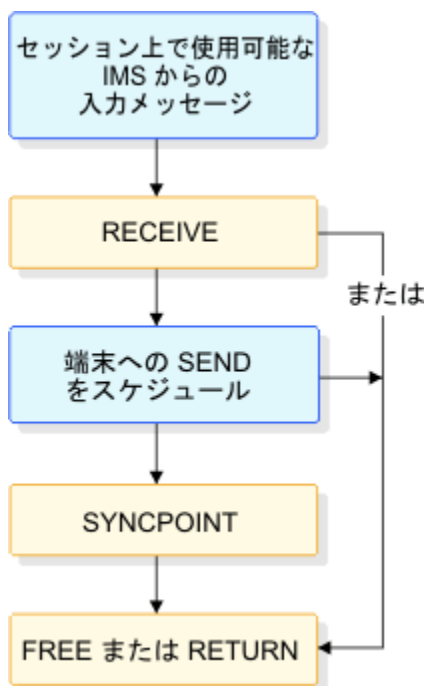 セッション上で使用可能な
IMS からの
入力メッセージ
RECEIVE
または
端末への SEND
をスケジュール
SYNCPOINT
FREE または RETURN